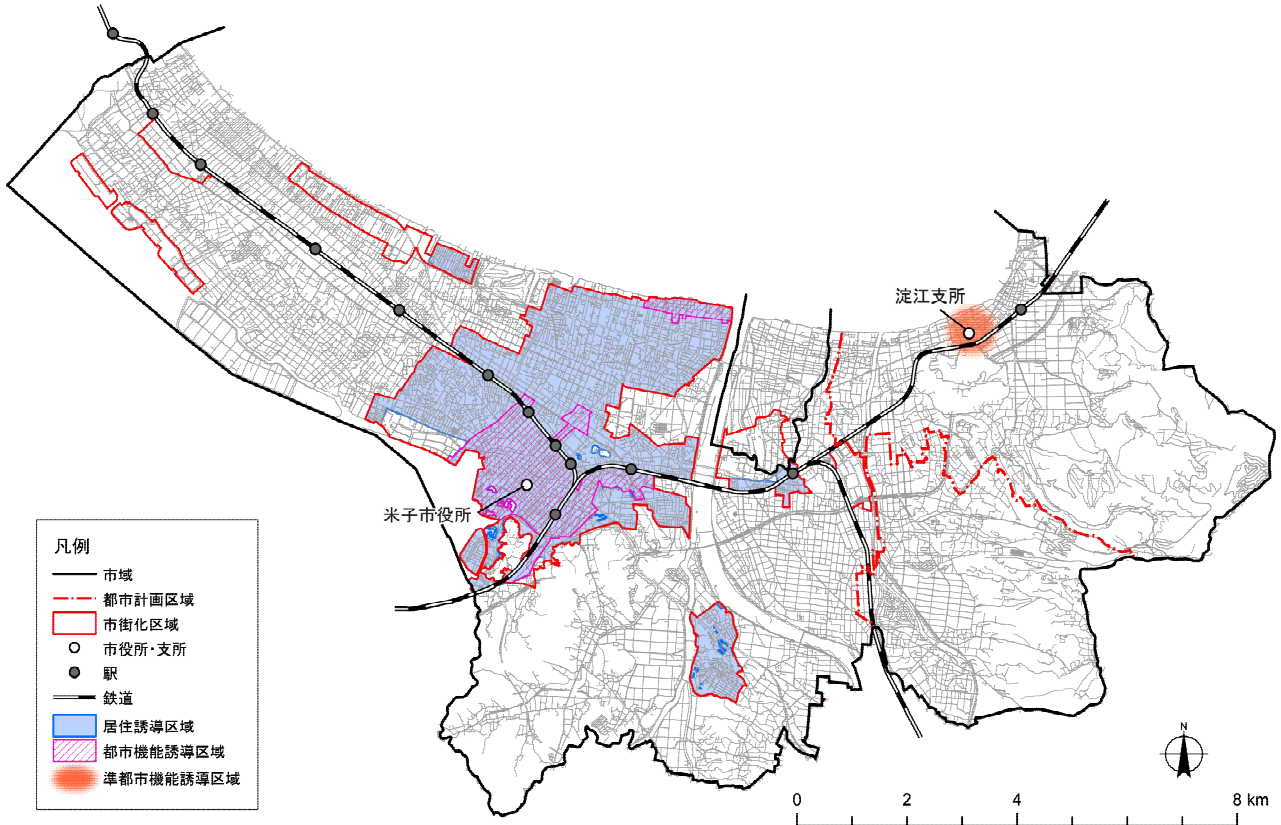 淀江支所
米子市役所
凡例
市域
都市計画区域
市街化区域
市役所・支所
駅
鉄道
居住誘導区域
都市機能誘導区域
準都市機能誘導区域
N
0 2 4 8 km